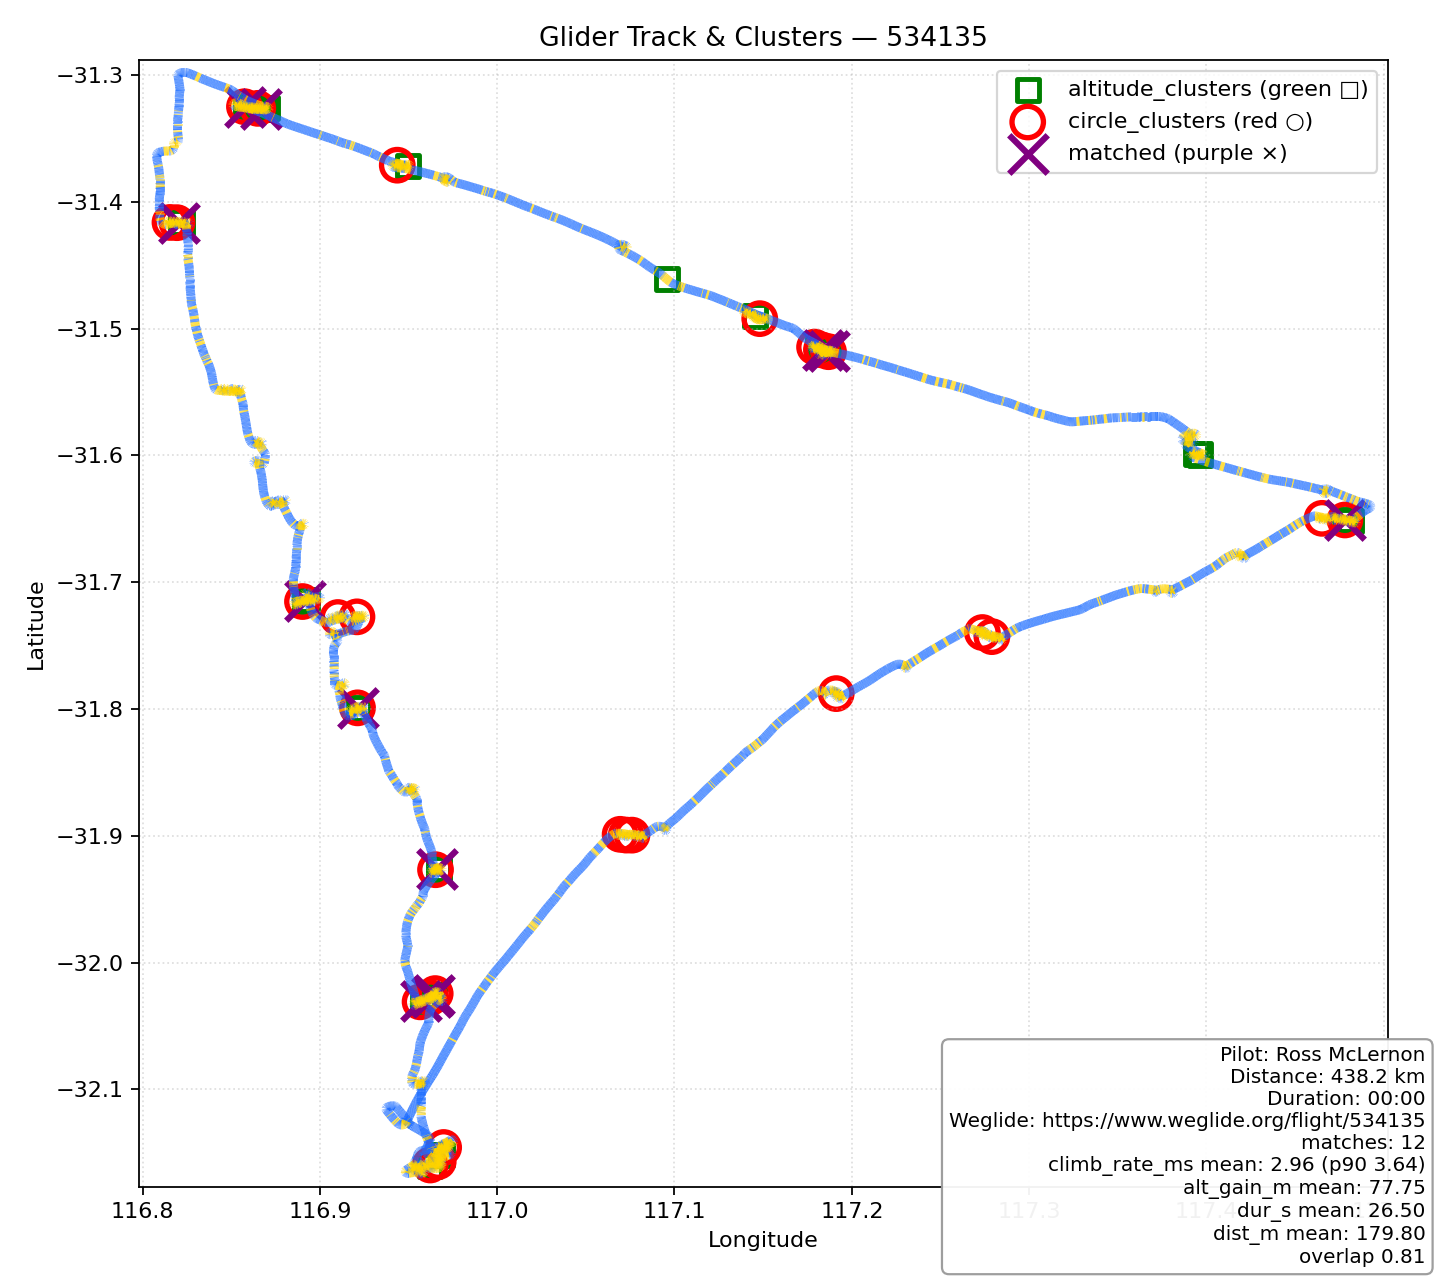 Glider Track & Clusters — 534135
altitude_clusters (green □)
circle_clusters (red ○)
matched (purple ×)
Latitude
−31.3
−31.4
−31.5
−31.6
−31.7
−31.8
−31.9
−32.0
−32.1
116.8
116.9
117.0
117.1
117.2
117.3
117.4
Longitude
Pilot: Ross McLernon
Distance: 438.2 km
Duration: 00:00
Weglide: https://www.weglide.org/flight/534135
matches: 12
climb_rate_ms mean: 2.96 (p90 3.64)
alt_gain_m mean: 77.75
dur_s mean: 26.50
dist_m mean: 179.80
overlap 0.81